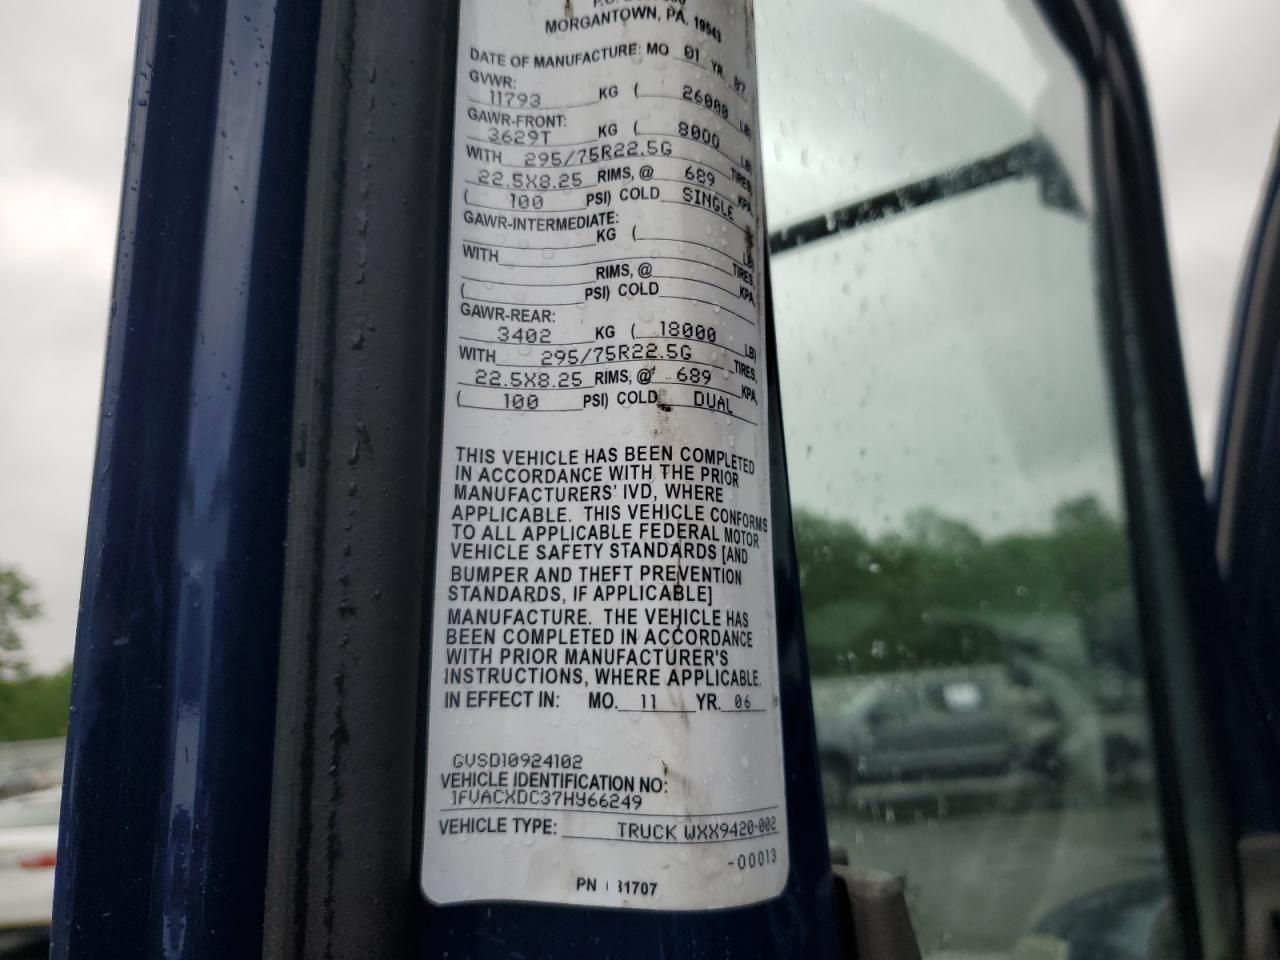 MORGANTOWN, PA. 19543
DATE OF MANUFACTURE: MO 01 YR. 07
GVWR:
11793 KG ( 26000 LB)
GAWR-FRONT:
3629T KG ( 8000 LB)
WITH 295/75R22.5G TIRES,
22.5X8.25 RIMS, @ 689 KPA,
( 100 PSI) COLD SINGLE
GAWR-INTERMEDIATE:
KG ( LB)
WITH TIRES,
RIMS, @ KPA,
( PSI) COLD
GAWR-REAR:
3402 KG ( 18000 LB)
WITH 295/75R22.5G TIRES,
22.5X8.25 RIMS, @ 689 KPA,
( 100 PSI) COLD DUAL
THIS VEHICLE HAS BEEN COMPLETED
IN ACCORDANCE WITH THE PRIOR
MANUFACTURERS' IVD, WHERE
APPLICABLE. THIS VEHICLE CONFORMS
TO ALL APPLICABLE FEDERAL MOTOR
VEHICLE SAFETY STANDARDS [AND
BUMPER AND THEFT PREVENTION
STANDARDS, IF APPLICABLE]
MANUFACTURE. THE VEHICLE HAS
BEEN COMPLETED IN ACCORDANCE
WITH PRIOR MANUFACTURER'S
INSTRUCTIONS, WHERE APPLICABLE.
IN EFFECT IN: MO. 11 YR. 06
GVSD10924102
VEHICLE IDENTIFICATION NO:
1FVACXDC37HY66249
VEHICLE TYPE: TRUCK WXX9420-002
-00013
PN 31707